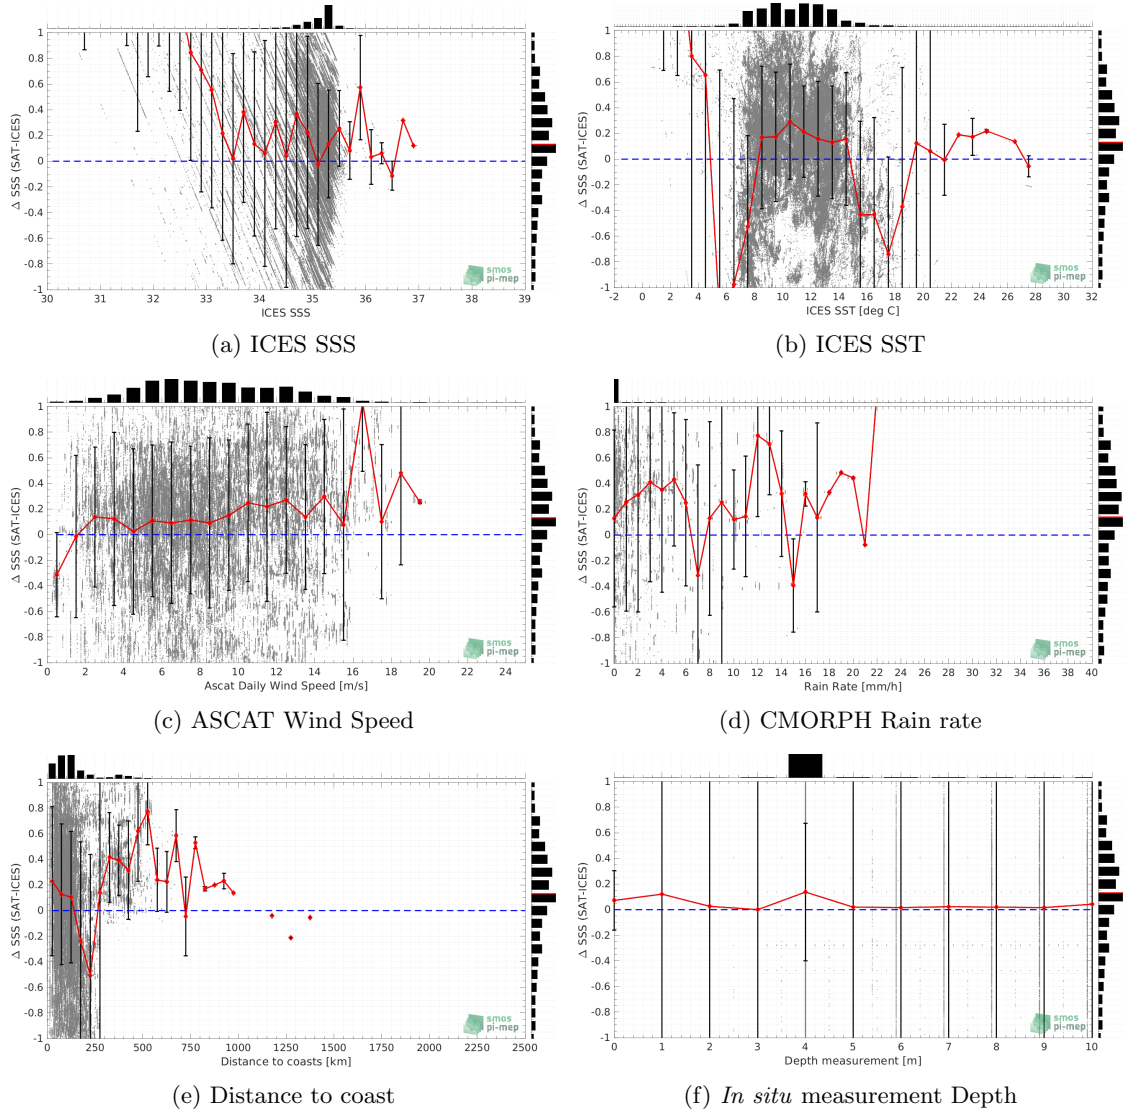 1
0.8
0.6
0.4
0.2
0
-0.2
-0.4
-0.6
-0.8
-1
Δ SSS (SAT-ICES)
30 31 32 33 34 35 36 37 38 39
ICES SSS
smos
pi-mep
(a) ICES SSS
1
0.8
0.6
0.4
0.2
0
-0.2
-0.4
-0.6
-0.8
-1
Δ SSS (SAT-ICES)
-2 0 2 4 6 8 10 12 14 16 18 20 22 24 26 28 30 32
ICES SST [deg C]
smos
pi-mep
(b) ICES SST
1
0.8
0.6
0.4
0.2
0
-0.2
-0.4
-0.6
-0.8
-1
Δ SSS (SAT-ICES)
0 2 4 6 8 10 12 14 16 18 20 22 24
Ascat Daily Wind Speed [m/s]
smos
pi-mep
(c) ASCAT Wind Speed
1
0.8
0.6
0.4
0.2
0
-0.2
-0.4
-0.6
-0.8
-1
Δ SSS (SAT-ICES)
0 2 4 6 8 10 12 14 16 18 20 22 24 26 28 30 32 34 36 38 40
Rain Rate [mm/h]
smos
pi-mep
(d) CMORPH Rain rate
1
0.8
0.6
0.4
0.2
0
-0.2
-0.4
-0.6
-0.8
-1
Δ SSS (SAT-ICES)
0 250 500 750 1000 1250 1500 1750 2000 2250 2500
Distance to coasts [km]
smos
pi-mep
(e) Distance to coast
1
0.8
0.6
0.4
0.2
0
-0.2
-0.4
-0.6
-0.8
-1
Δ SSS (SAT-ICES)
0 1 2 3 4 5 6 7 8 9 10
Depth measurement [m]
smos
pi-mep
(f) In situ measurement Depth